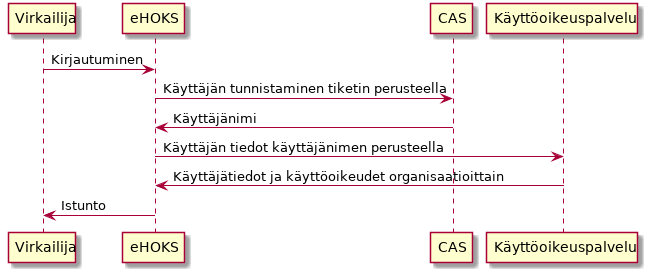 Virkailija eHOKS CAS Käyttöoikeuspalvelu
Kirjautuminen
Käyttäjän tunnistaminen tiketin perusteella
Käyttäjänimi
Käyttäjän tiedot käyttäjänimen perusteella
Käyttäjätiedot ja käyttöoikeudet organisaatioittain
Istunto
Virkailija eHOKS CAS Käyttöoikeuspalvelu